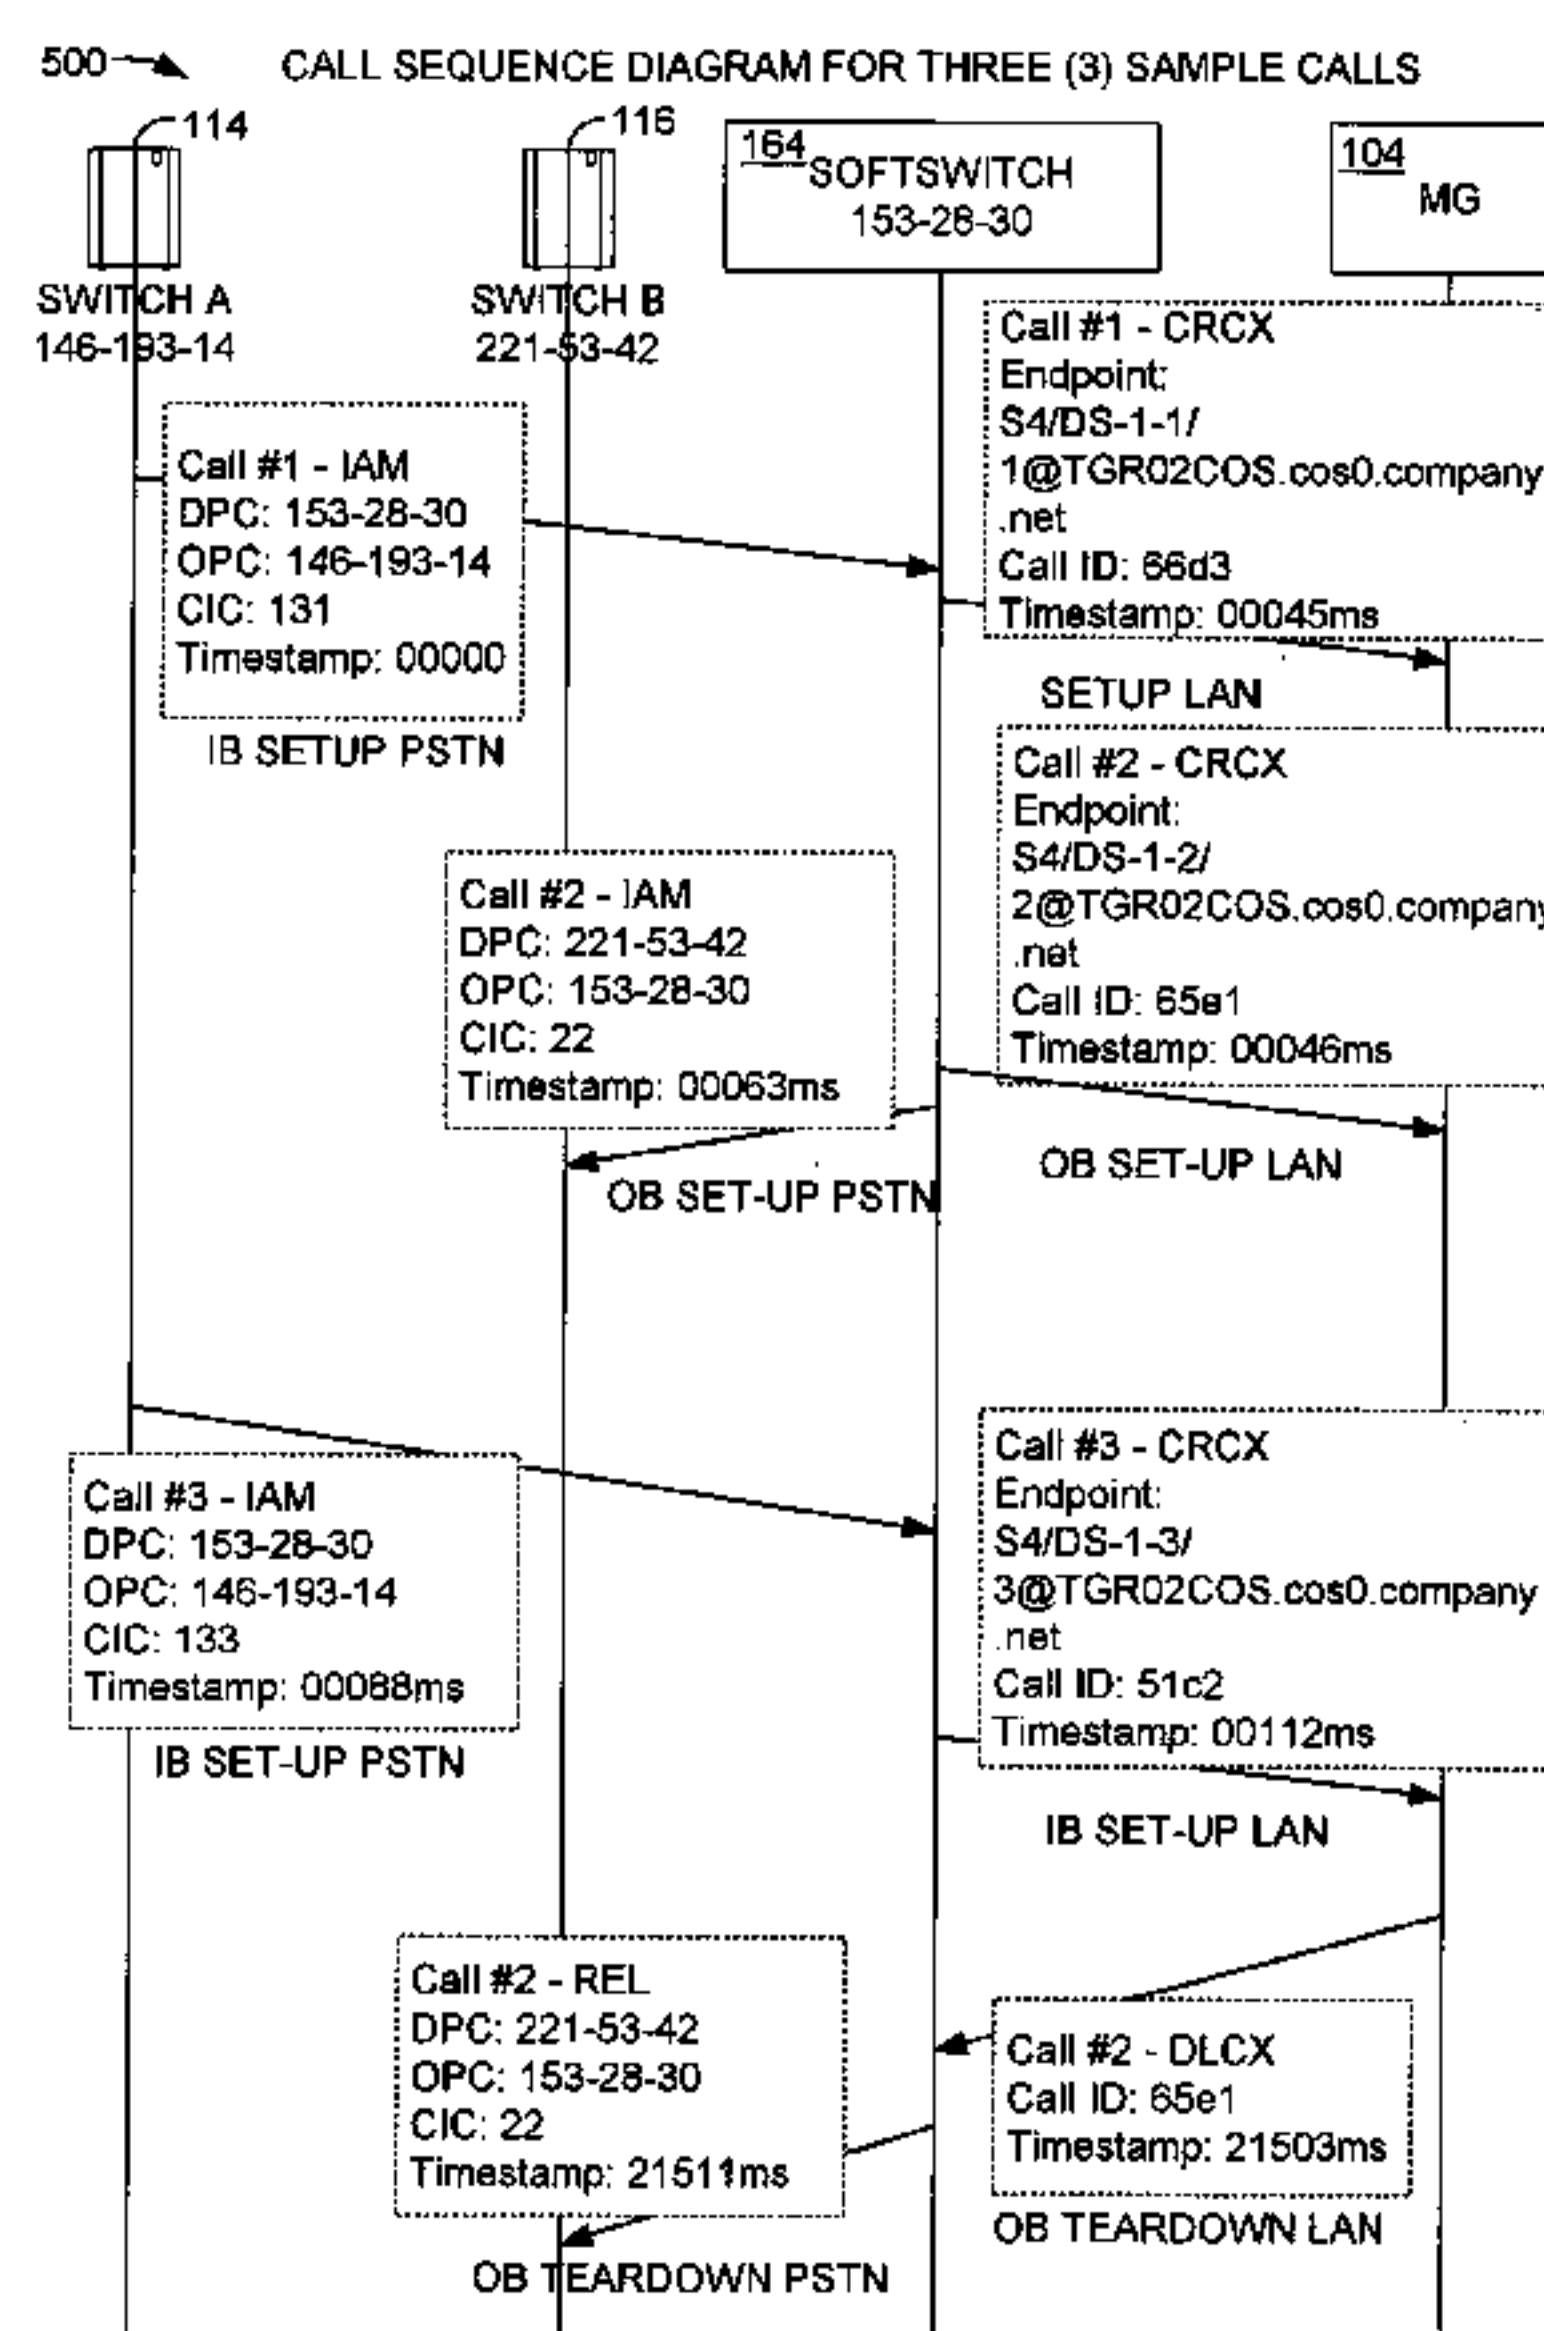 500
CALL SEQUENCE DIAGRAM FOR THREE (3) SAMPLE CALLS
114
116
164
SOFTSWITCH
153-28-30
104
MG
SWITCH A
146-193-14
SWITCH B
221-53-42
Call #1 - CRCX
Endpoint:
S4/DS-1-1/
1@TGR02COS.cos0.company
.net
Call ID: 66d3
Timestamp: 00045ms
SETUP LAN
Call #1 - IAM
DPC: 153-28-30
OPC: 146-193-14
CIC: 131
Timestamp: 00000
IB SETUP PSTN
Call #2 - CRCX
Endpoint:
S4/DS-1-2/
2@TGR02COS.cos0.company
.net
Call ID: 65e1
Timestamp: 00046ms
OB SET-UP LAN
Call #2 - IAM
DPC: 221-53-42
OPC: 153-28-30
CIC: 22
Timestamp: 00063ms
OB SET-UP PSTN
Call #3 - IAM
DPC: 153-28-30
OPC: 146-193-14
CIC: 133
Timestamp: 00088ms
IB SET-UP PSTN
Call #3 - CRCX
Endpoint:
S4/DS-1-3/
3@TGR02COS.cos0.company
.net
Call ID: 51c2
Timestamp: 00112ms
IB SET-UP LAN
Call #2 - DLCX
Call ID: 65e1
Timestamp: 21503ms
OB TEARDOWN LAN
Call #2 - REL
DPC: 221-53-42
OPC: 153-28-30
CIC: 22
Timestamp: 21511ms
OB TEARDOWN PSTN